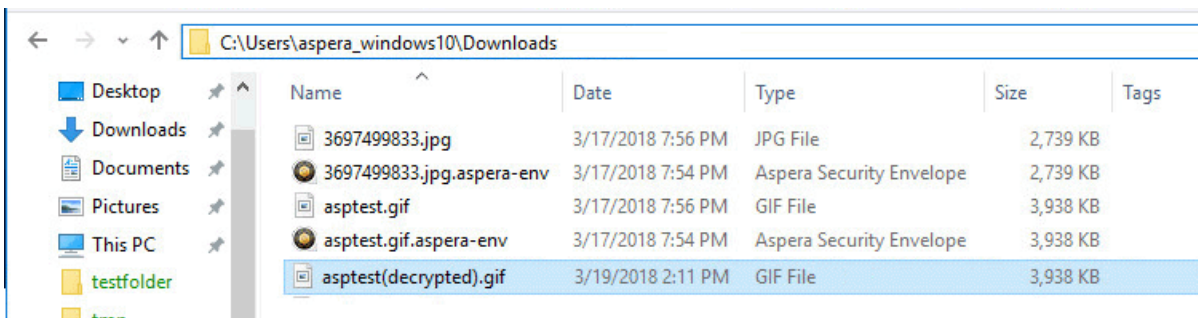 C:\Users\aspera_windows10\Downloads
Desktop
Downloads
Documents
Pictures
This PC
testfolder
Name Date Type Size Tags
3697499833.jpg 3/17/2018 7:56 PM JPG File 2,739 KB
3697499833.jpg.aspera-env 3/17/2018 7:54 PM Aspera Security Envelope 2,739 KB
asptest.gif 3/17/2018 7:56 PM GIF File 3,938 KB
asptest.gif.aspera-env 3/17/2018 7:54 PM Aspera Security Envelope 3,938 KB
asptest(decrypted).gif 3/19/2018 2:11 PM GIF File 3,938 KB